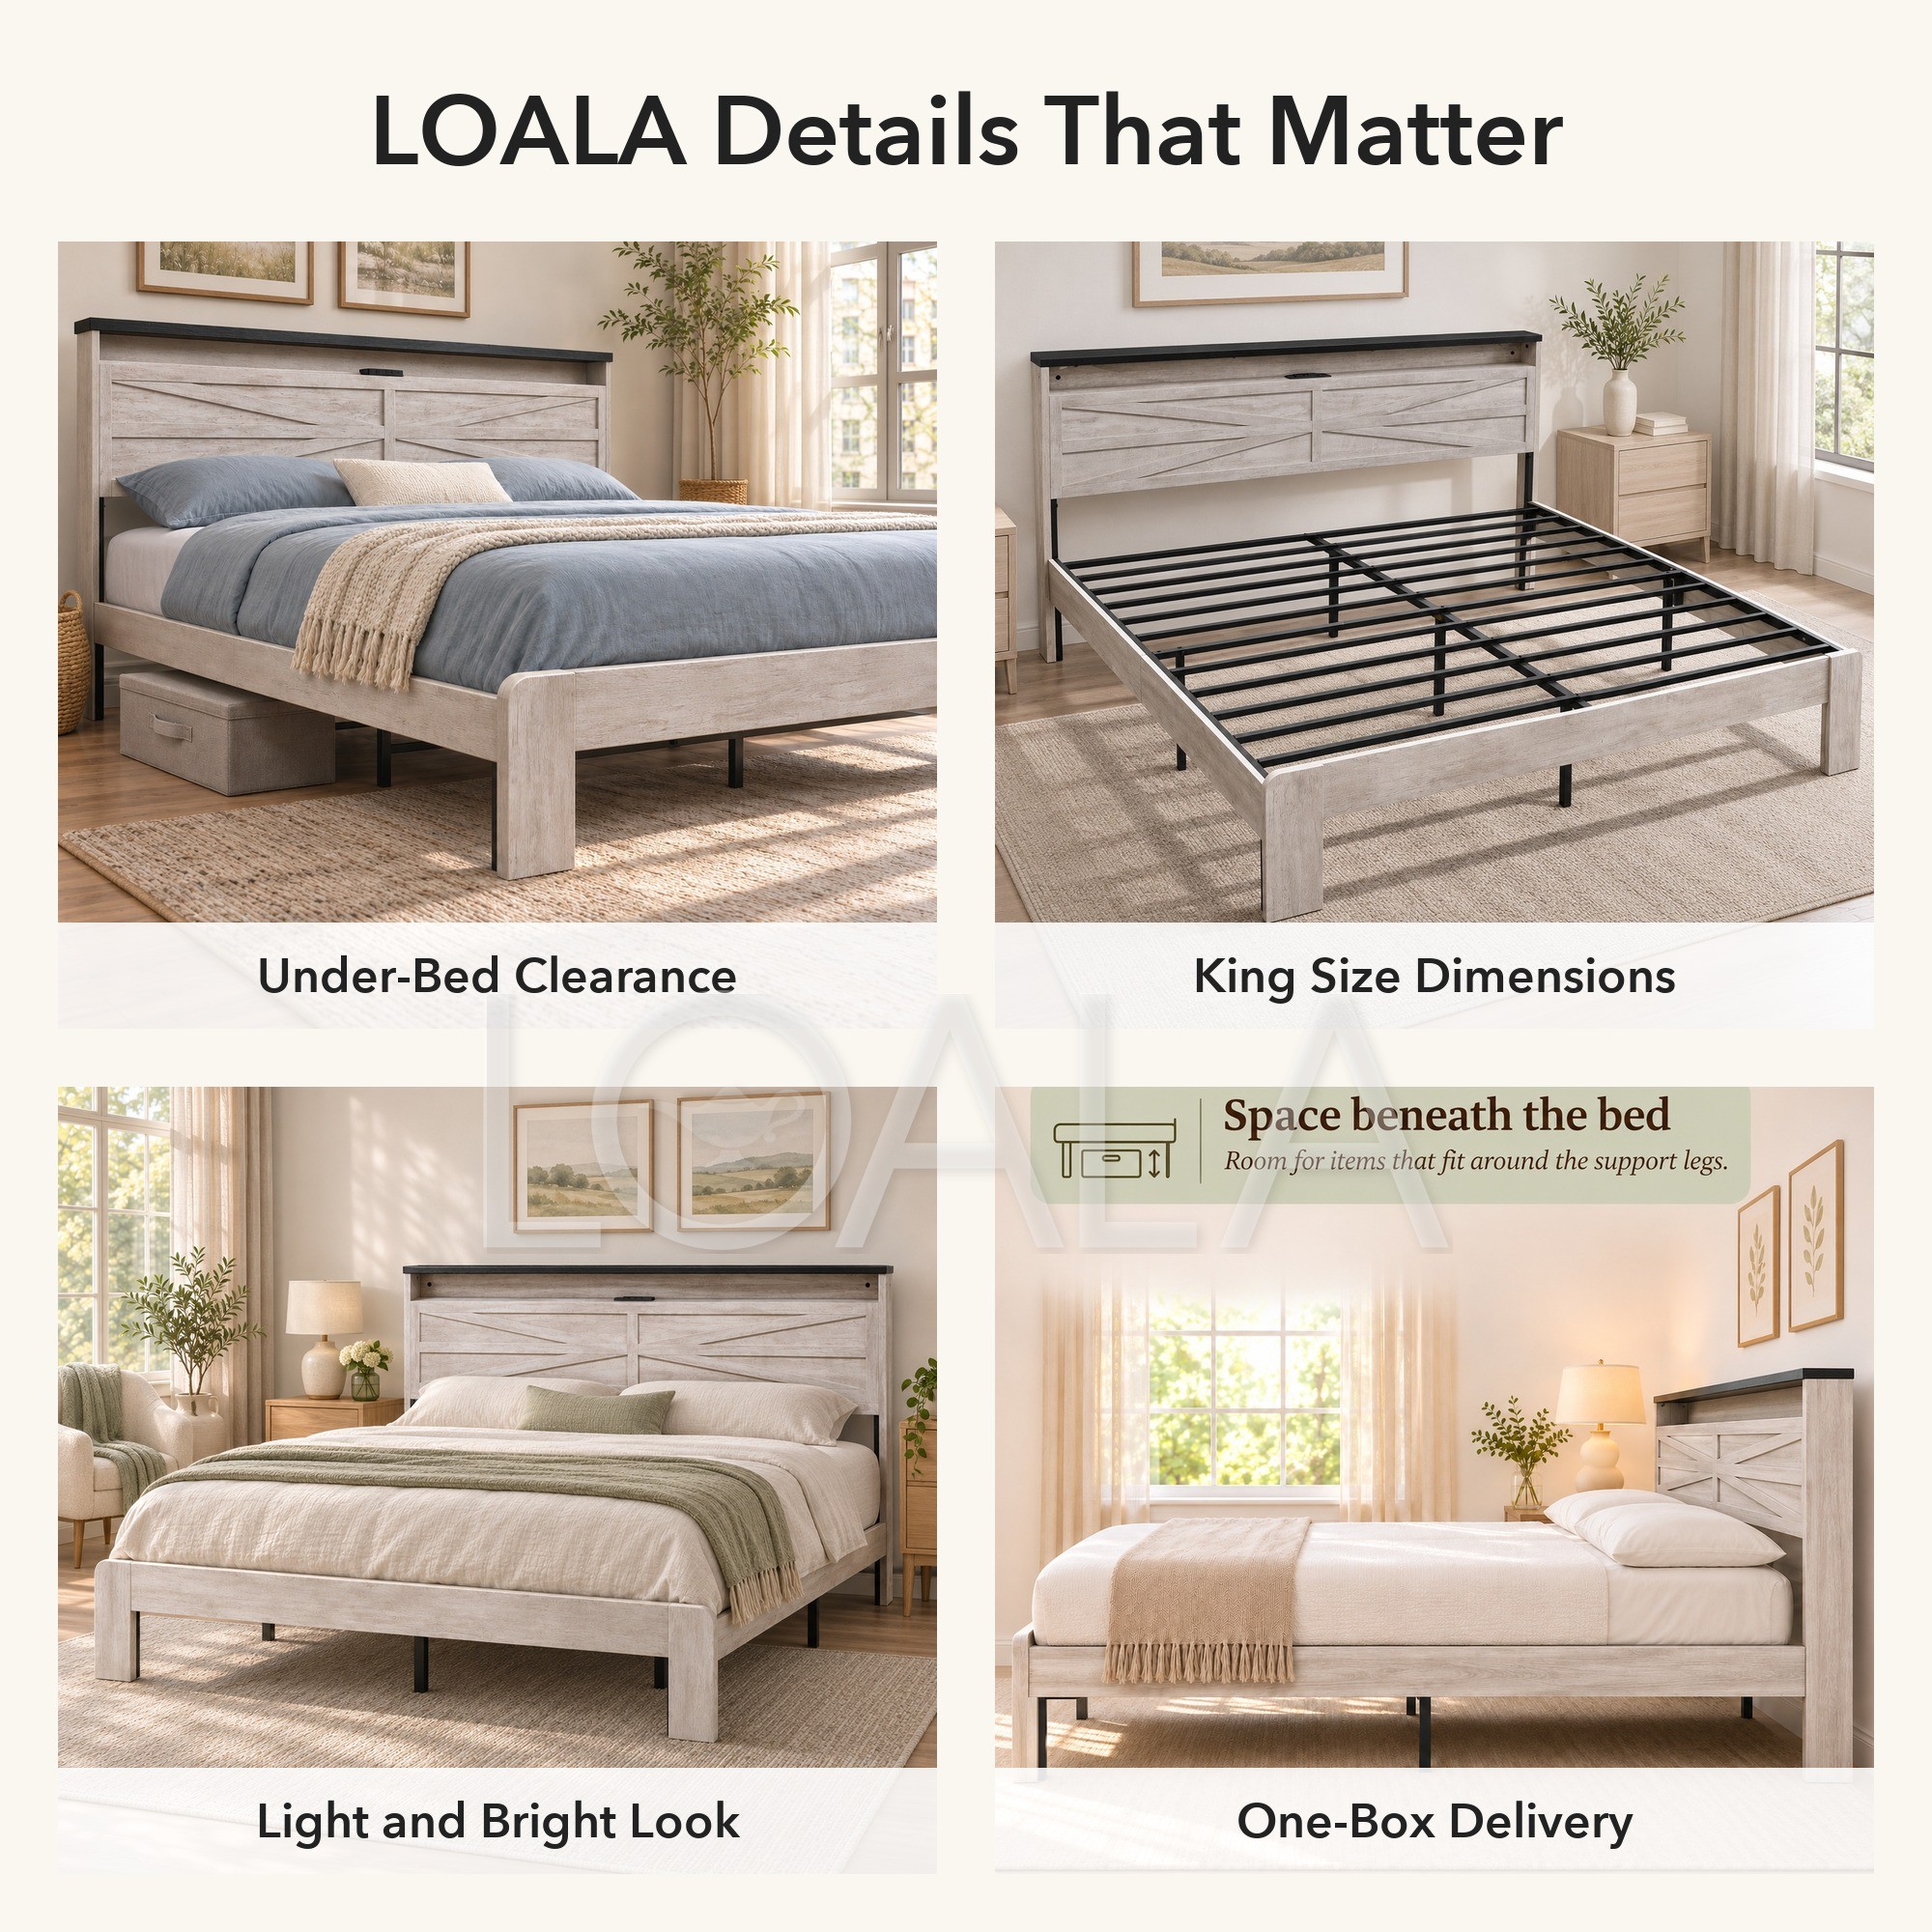 LOALA Details That Matter
Under-Bed Clearance
King Size Dimensions
LOALA
Space beneath the bed
Room for items that fit around the support legs.
Light and Bright Look
One-Box Delivery